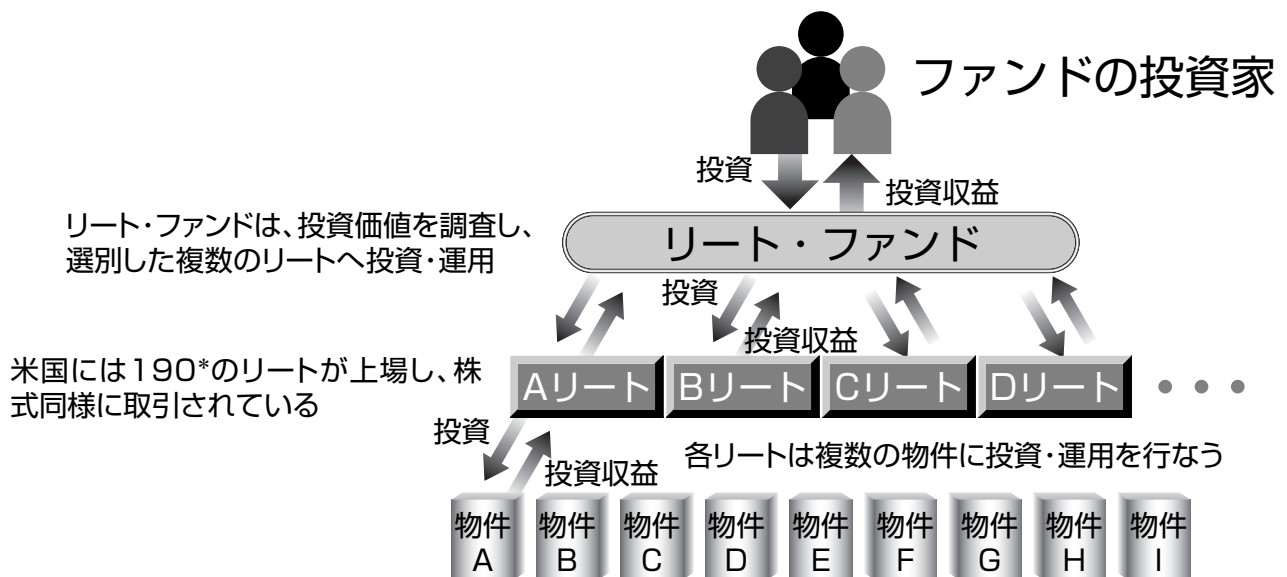 ファンドの投資家
投資
投資収益
リート・ファンドは、投資価値を調査し、
選別した複数のリートへ投資・運用
リート・ファンド
投資
投資収益
米国には190*のリートが上場し、株
式同様に取引されている
Aリート
Bリート
Cリート
Dリート
・・・
投資
投資収益
各リートは複数の物件に投資・運用を行なう
物件
A
物件
B
物件
C
物件
D
物件
E
物件
F
物件
G
物件
H
物件
I